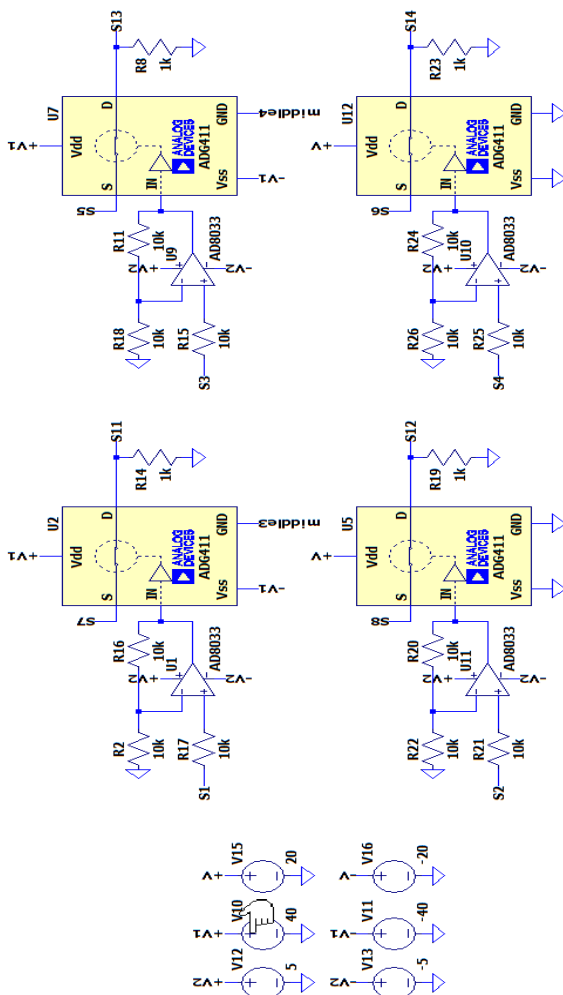 +V2
V12
5
+V1
V10
40
+V
V15
20
-V2
V13
-5
-V1
V11
-40
-V
V16
-20
+V1
U2
Vdd
S
D
S7
S11
R14
1k
IN
ANALOG
DEVICES
ADG411
Vss
GND
-V1
middle3
R2
10k
R16
10k
+V2
U1
AD8033
-V2
R17
10k
S1
+V1
U7
Vdd
S
D
S5
S13
R8
1k
IN
ANALOG
DEVICES
ADG411
Vss
GND
-V1
middle4
R18
10k
R11
10k
+V2
U9
AD8033
-V2
R15
10k
S3
+V
U5
Vdd
S
D
S8
S12
R19
1k
IN
ANALOG
DEVICES
ADG411
Vss
GND
R22
10k
R20
10k
+V2
U11
AD8033
-V2
R21
10k
S2
+V
U12
Vdd
S
D
S6
S14
R23
1k
IN
ANALOG
DEVICES
ADG411
Vss
GND
R26
10k
R24
10k
+V2
U10
AD8033
-V2
R25
10k
S4